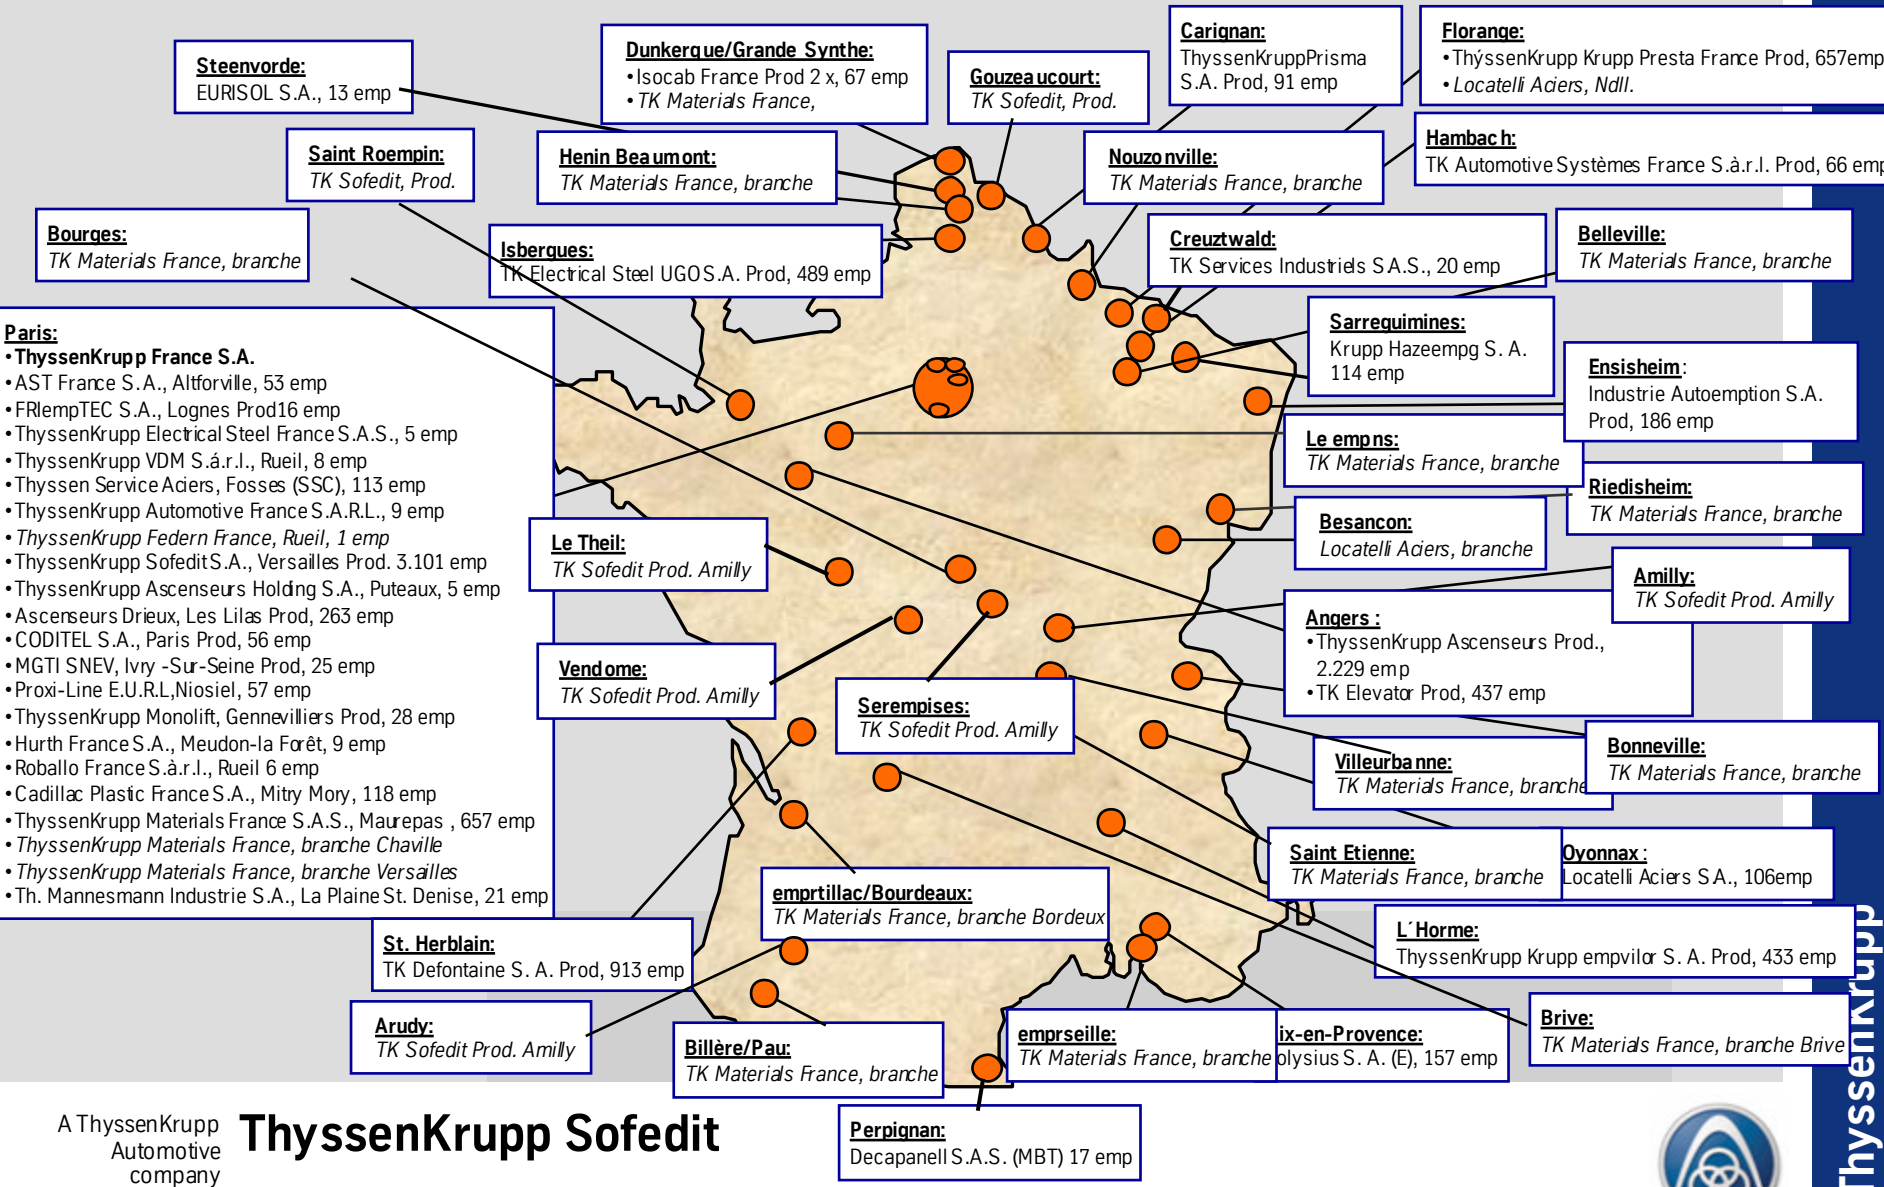 Steenvorde:
EURISOL S.A., 13 emp
Dunkerque/Grande Synthe:
•Isocab France Prod 2 x, 67 emp
•TK Materials France,
Gouzeaucourt:
TK Sofedit, Prod.
Carignan:
ThyssenKruppPrisma
S.A. Prod, 91 emp
Florange:
•ThýssenKrupp Krupp Presta France Prod, 657emp
•Locatelli Aciers, Ndll.
Saint Roempin:
TK Sofedit, Prod.
Henin Beaumont:
TK Materials France, branche
Nouzonville:
TK Materials France, branche
Hambach:
TK Automotive Systèmes France S.à.r.l. Prod, 66 emp
Bourges:
TK Materials France, branche
Isbergues:
TK Electrical Steel UGO S.A. Prod, 489 emp
Creuztwald:
TK Services Industriels S.A.S., 20 emp
Belleville:
TK Materials France, branche
Paris:
•ThyssenKrupp France S.A.
•AST France S.A., Altforville, 53 emp
•FRIempTEC S.A., Lognes Prod16 emp
•ThyssenKrupp Electrical Steel France S.A.S., 5 emp
•ThyssenKrupp VDM S.á.r.l., Rueil, 8 emp
•Thyssen Service Aciers, Fosses (SSC), 113 emp
•ThyssenKrupp Automotive France S.A.R.L., 9 emp
•ThyssenKrupp Federn France, Rueil, 1 emp
•ThyssenKrupp Sofedit S.A., Versailles Prod. 3.101 emp
•ThyssenKrupp Ascenseurs Holding S.A., Puteaux, 5 emp
•Ascenseurs Drieux, Les Lilas Prod, 263 emp
•CODITEL S.A., Paris Prod, 56 emp
•MGTI SNEV, Ivry -Sur-Seine Prod, 25 emp
•Proxi-Line E.U.R.L,Niosiel, 57 emp
•ThyssenKrupp Monolift, Gennevilliers Prod, 28 emp
•Hurth France S.A., Meudon-la Forêt, 9 emp
•Roballo France S.à.r.l., Rueil 6 emp
•Cadillac Plastic France S.A., Mitry Mory, 118 emp
•ThyssenKrupp Materials France S.A.S., Maurepas , 657 emp
•ThyssenKrupp Materials France, branche Chaville
•ThyssenKrupp Materials France, branche Versailles
•Th. Mannesmann Industrie S.A., La Plaine St. Denise, 21 emp
Sarreguimines:
Krupp Hazeempg S. A.
114 emp
Ensisheim:
Industrie Autoemption S.A.
Prod, 186 emp
Le empns:
TK Materials France, branche
Riedisheim:
TK Materials France, branche
Besancon:
Locatelli Aciers, branche
Le Theil:
TK Sofedit Prod. Amilly
Amilly:
TK Sofedit Prod. Amilly
Angers :
•ThyssenKrupp Ascenseurs Prod.,
2.229 emp
•TK Elevator Prod, 437 emp
Vendome:
TK Sofedit Prod. Amilly
Serempises:
TK Sofedit Prod. Amilly
Bonneville:
TK Materials France, branche
Villeurbanne:
TK Materials France, branche
Saint Etienne:
TK Materials France, branche
Oyonnax :
Locatelli Aciers S.A., 106emp
emprtillac/Bourdeaux:
TK Materials France, branche Bordeux
St. Herblain:
TK Defontaine S. A. Prod, 913 emp
L´Horme:
ThyssenKrupp Krupp empvilor S. A. Prod, 433 emp
Arudy:
TK Sofedit Prod. Amilly
Billère/Pau:
TK Materials France, branche
emprseille:
TK Materials France, branche
ix-en-Provence:
olysius S. A. (E), 157 emp
Brive:
TK Materials France, branche Brive
Perpignan:
Decapanell S.A.S. (MBT) 17 emp
A ThyssenKrupp
Automotive
company
ThyssenKrupp Sofedit
ThyssenKrupp